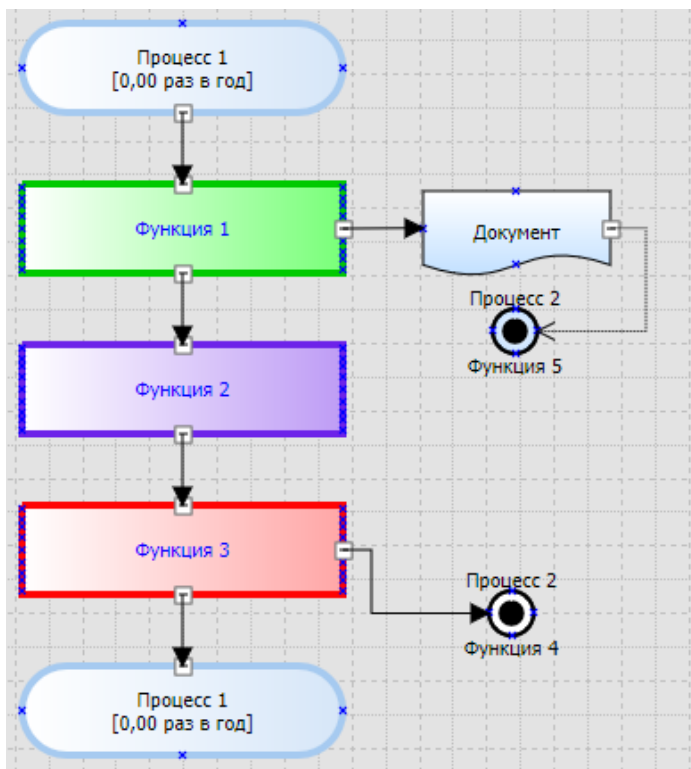 Процесс 1
[0,00 раз в год]
Функция 1
Документ
Процесс 2
Функция 5
Функция 2
Функция 3
Процесс 2
Функция 4
Процесс 1
[0,00 раз в год]